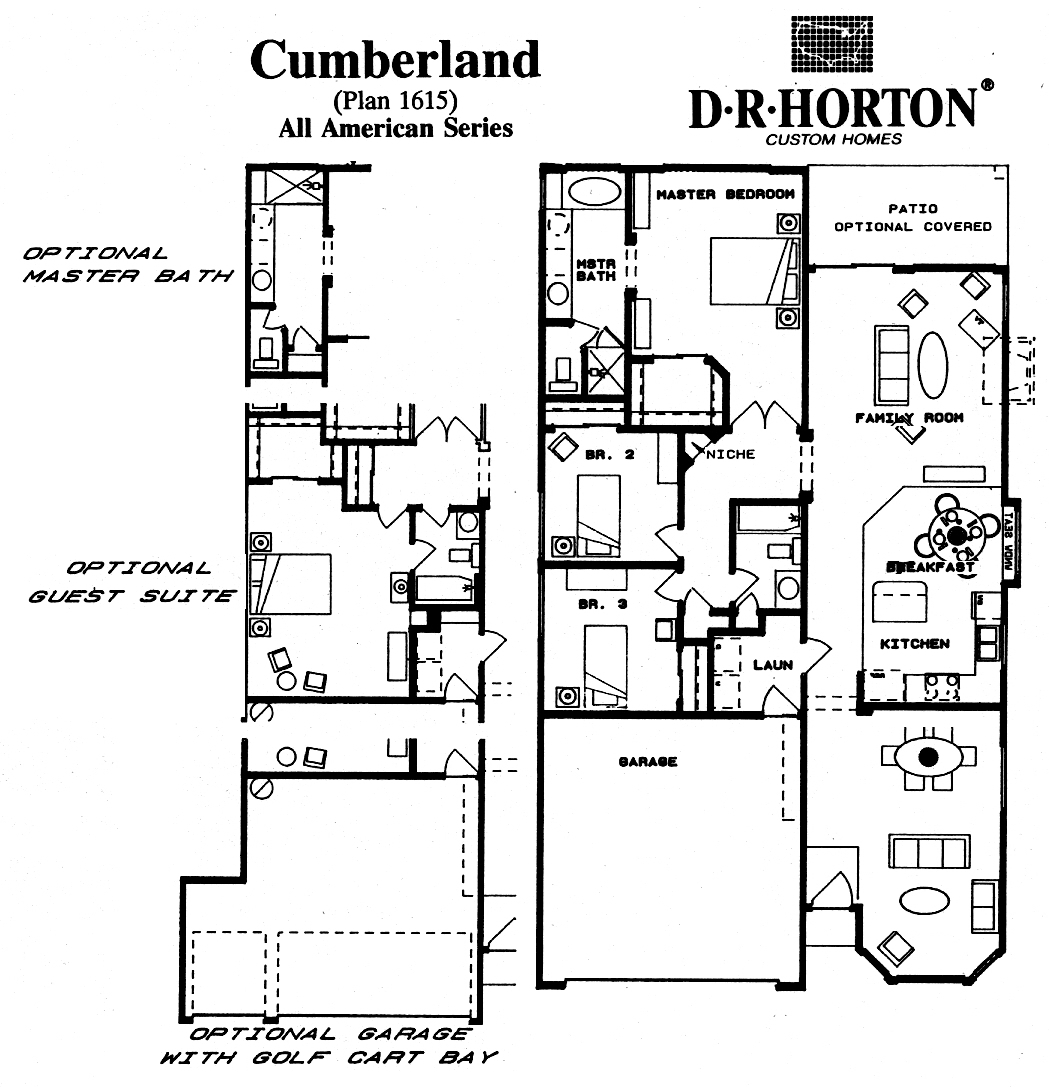 Cumberland
(Plan 1615)
All American Series
D·R·HORTON®
CUSTOM HOMES
OPTIONAL
MASTER BATH
OPTIONAL
GUEST SUITE
OPTIONAL GARAGE
WITH GOLF CART BAY
MASTER BEDROOM
PATIO
OPTIONAL COVERED
MSTR
BATH
FAMILY ROOM
BR. 2
NICHE
WNDW SEAT
BREAKFAST
BR. 3
KITCHEN
LAUN
GARAGE